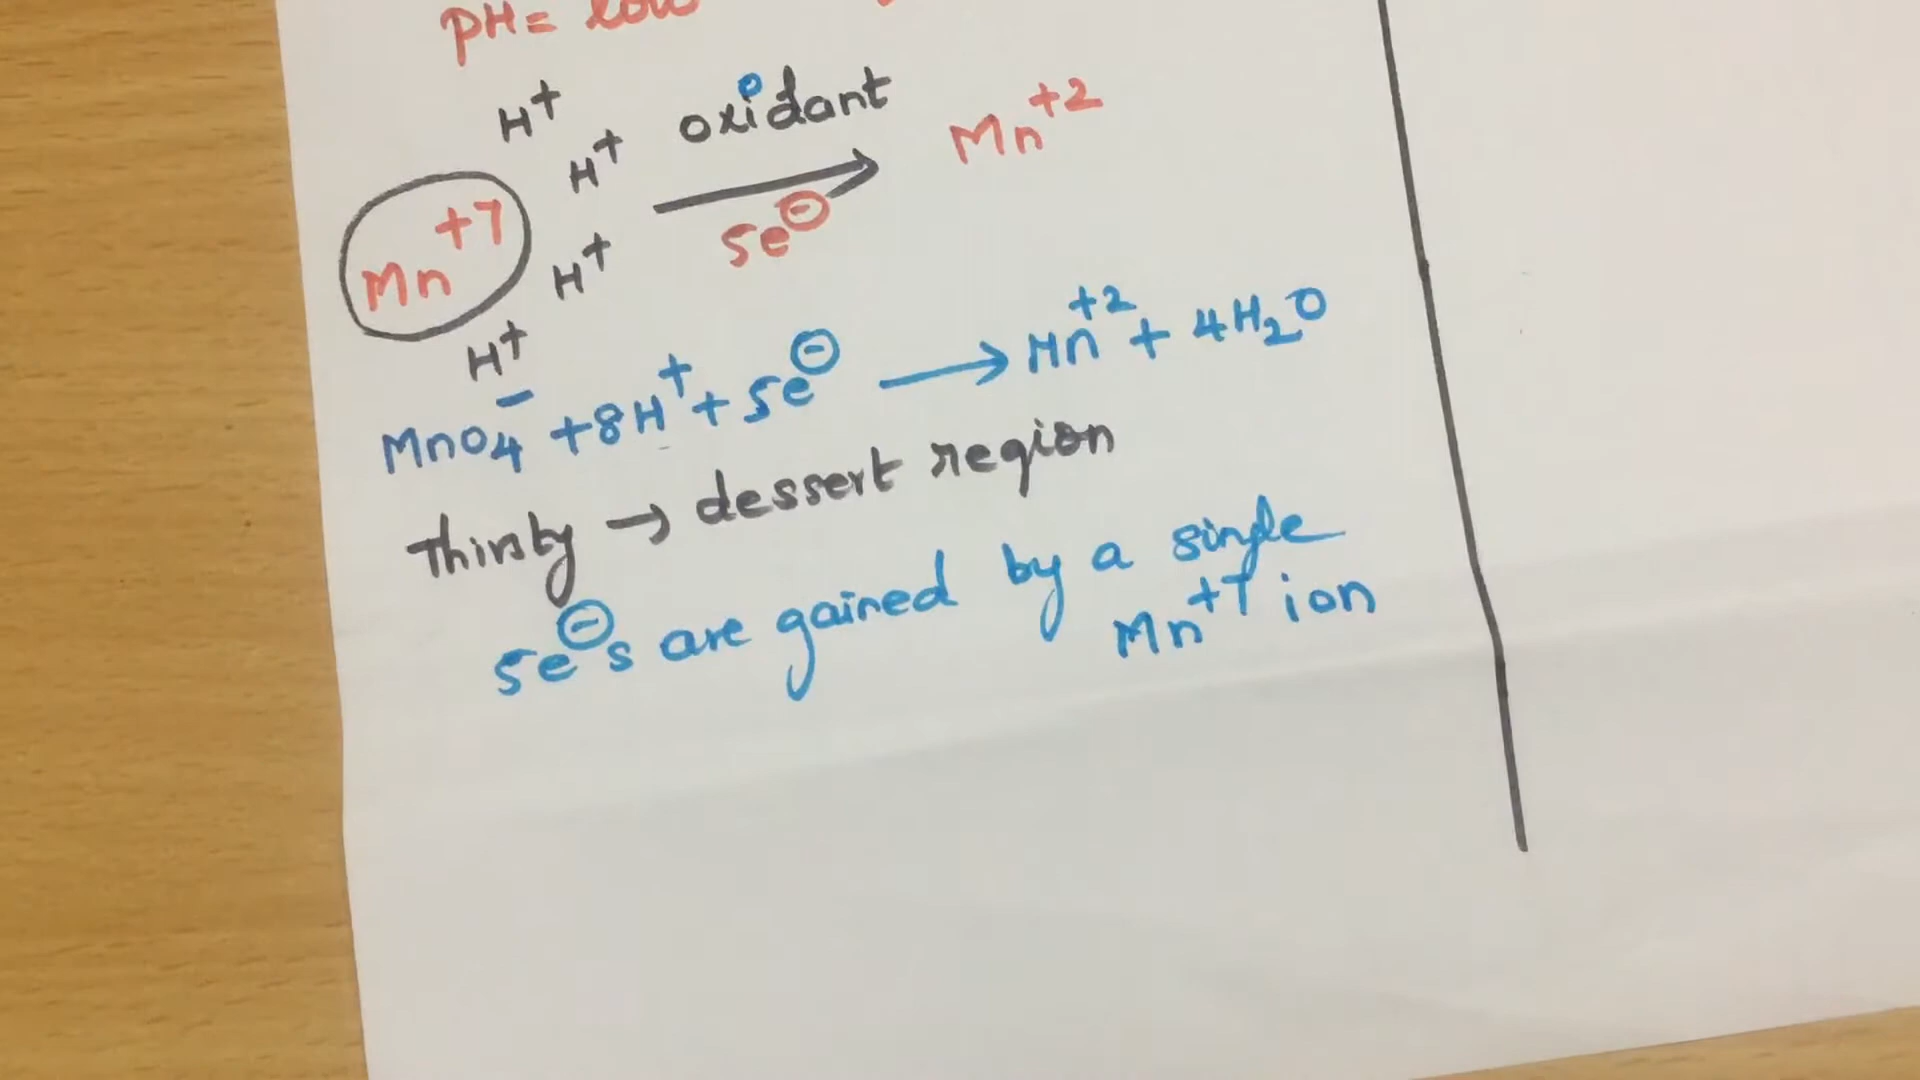 pH= low
H+
oxidant
Mn+2
H+
Mn+7
5e⊖
H+
H+
MnO4- +8H+ + 5e⊖ → Mn+2 + 4H2O
Thirsty → dessert region
5e⊖s are gained by a single
Mn+7 ion